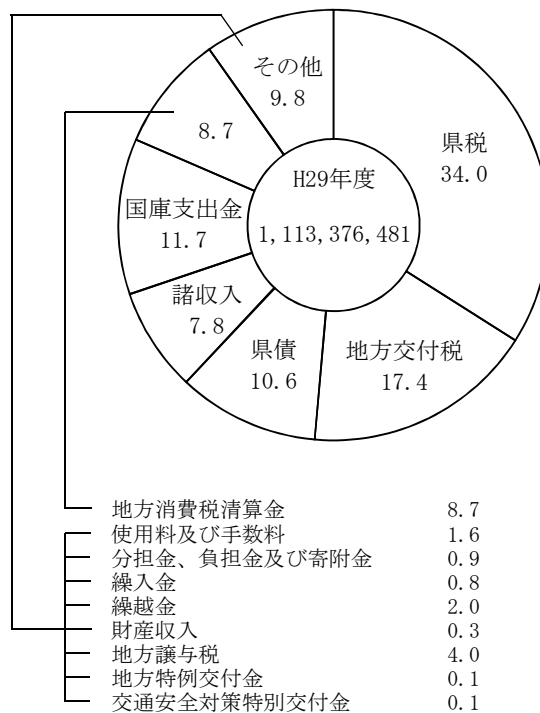 その他
9.8
8.7
県税
34.0
H29年度
1,113,376,481
国庫支出金
11.7
諸収入
7.8
県債
10.6
地方交付税
17.4
地方消費税清算金 8.7
使用料及び手数料 1.6
分担金、負担金及び寄附金 0.9
繰入金 0.8
繰越金 2.0
財産収入 0.3
地方譲与税 4.0
地方特例交付金 0.1
交通安全対策特別交付金 0.1